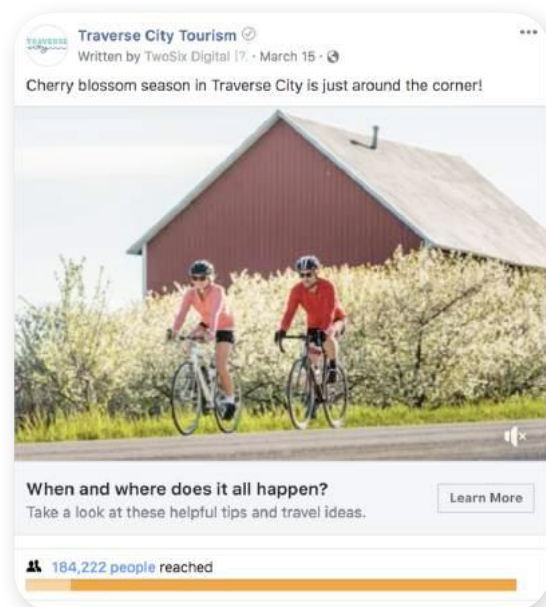 TRAVERSE
city
Traverse City Tourism
Written by TwoSix Digital [?] · March 15 ·
Cherry blossom season in Traverse City is just around the corner!
When and where does it all happen?
Learn More
Take a look at these helpful tips and travel ideas.
184,222 people reached